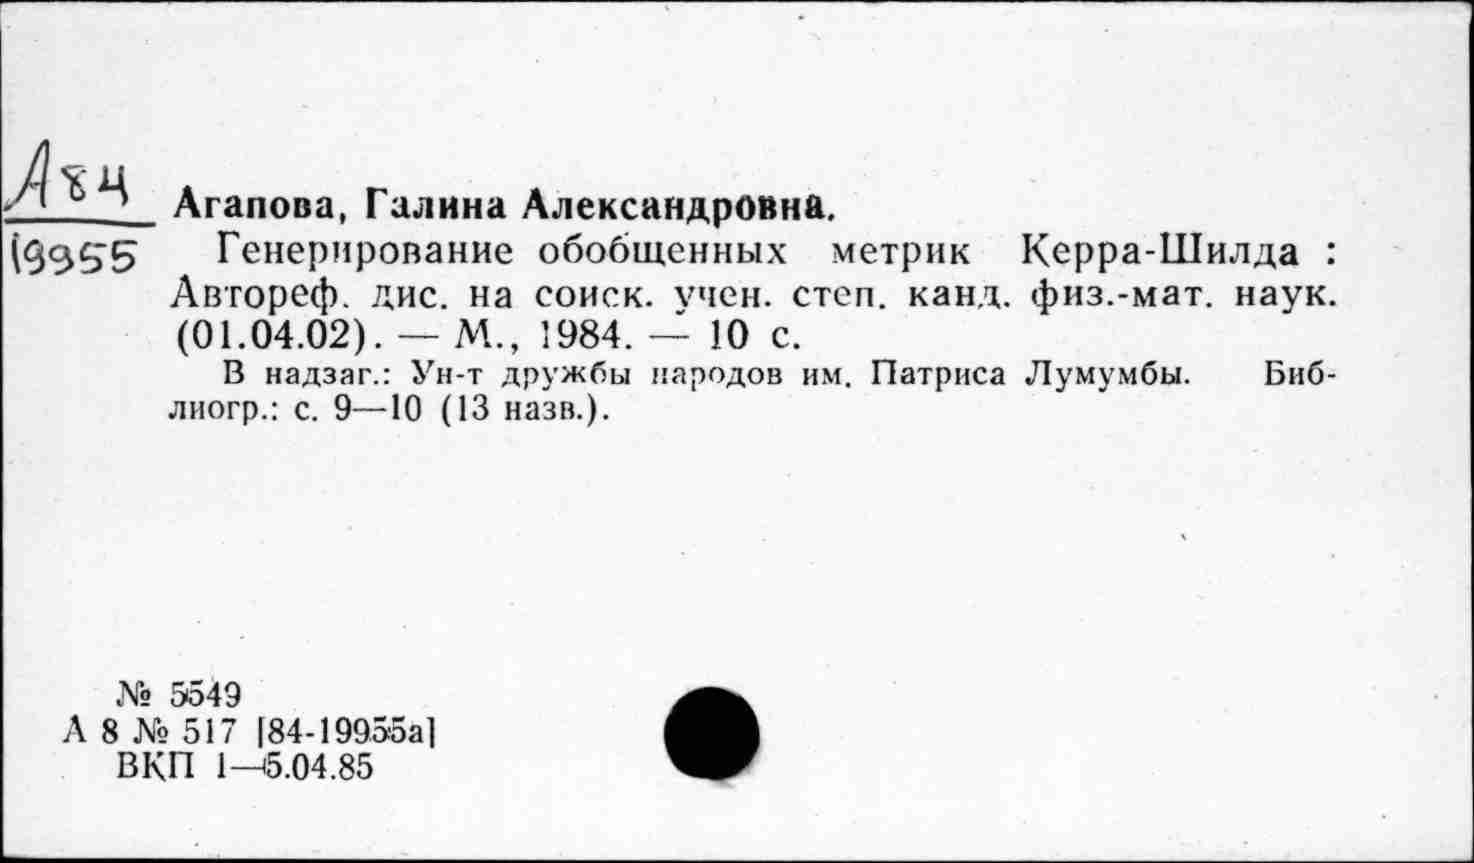 А84
19955
Агапова, Галина Александровна.
Генерирование обобщенных метрик Керра-Шилда :
Автореф. дис. на соиск. учен. степ. канд. физ.-мат. наук.
(01.04.02). — М., 1984. — 10 с.
В надзаг.: Ун-т дружбы народов им. Патриса Лумумбы. Биб-
лиогр.: с. 9—10 (13 назв.).
№ 5549
А 8 № 517 [84-19955а]
ВКП 1—5.04.85